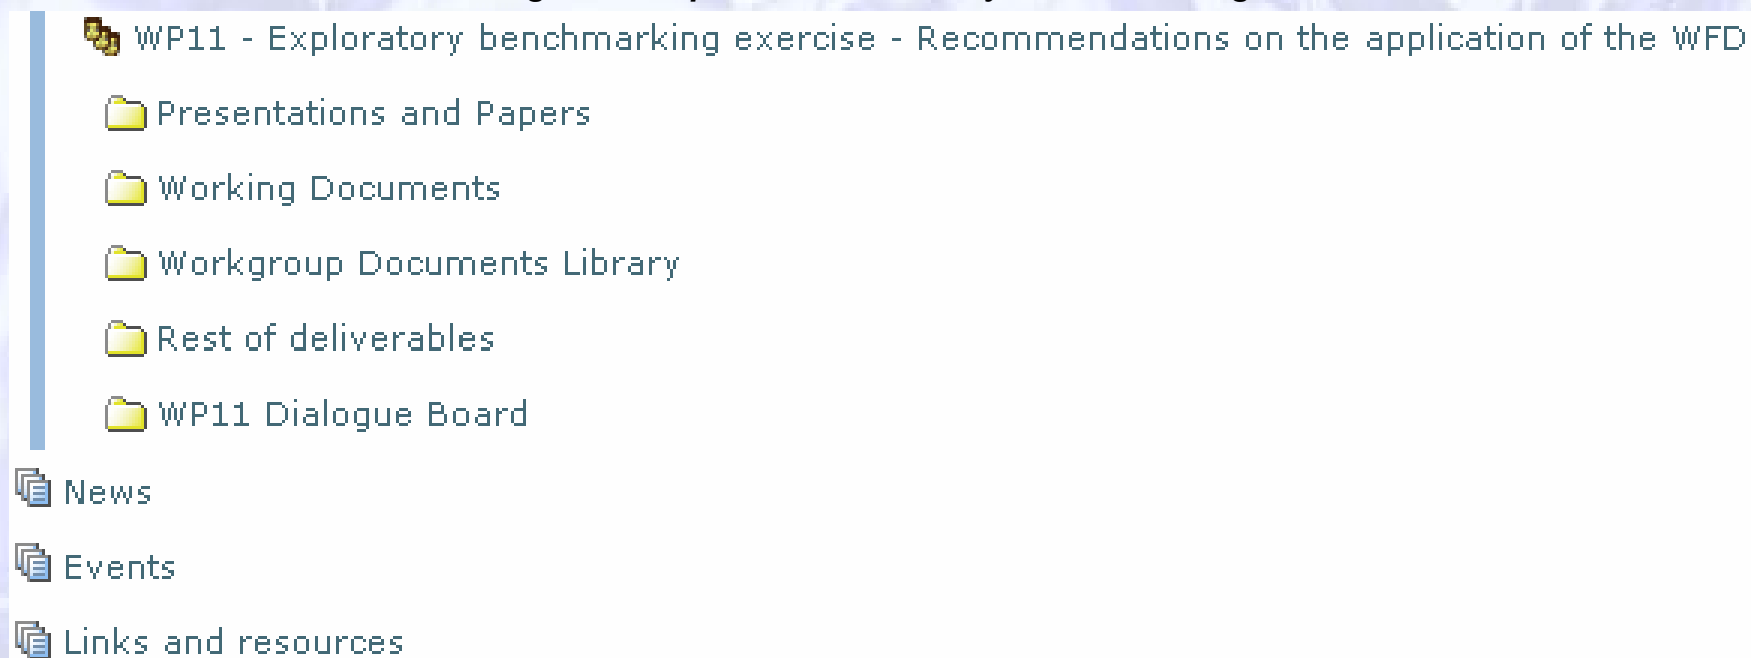 WP11 - Exploratory benchmarking exercise - Recommendations on the application of the WFD
Presentations and Papers
Working Documents
Workgroup Documents Library
Rest of deliverables
WP11 Dialogue Board
News
Events
Links and resources